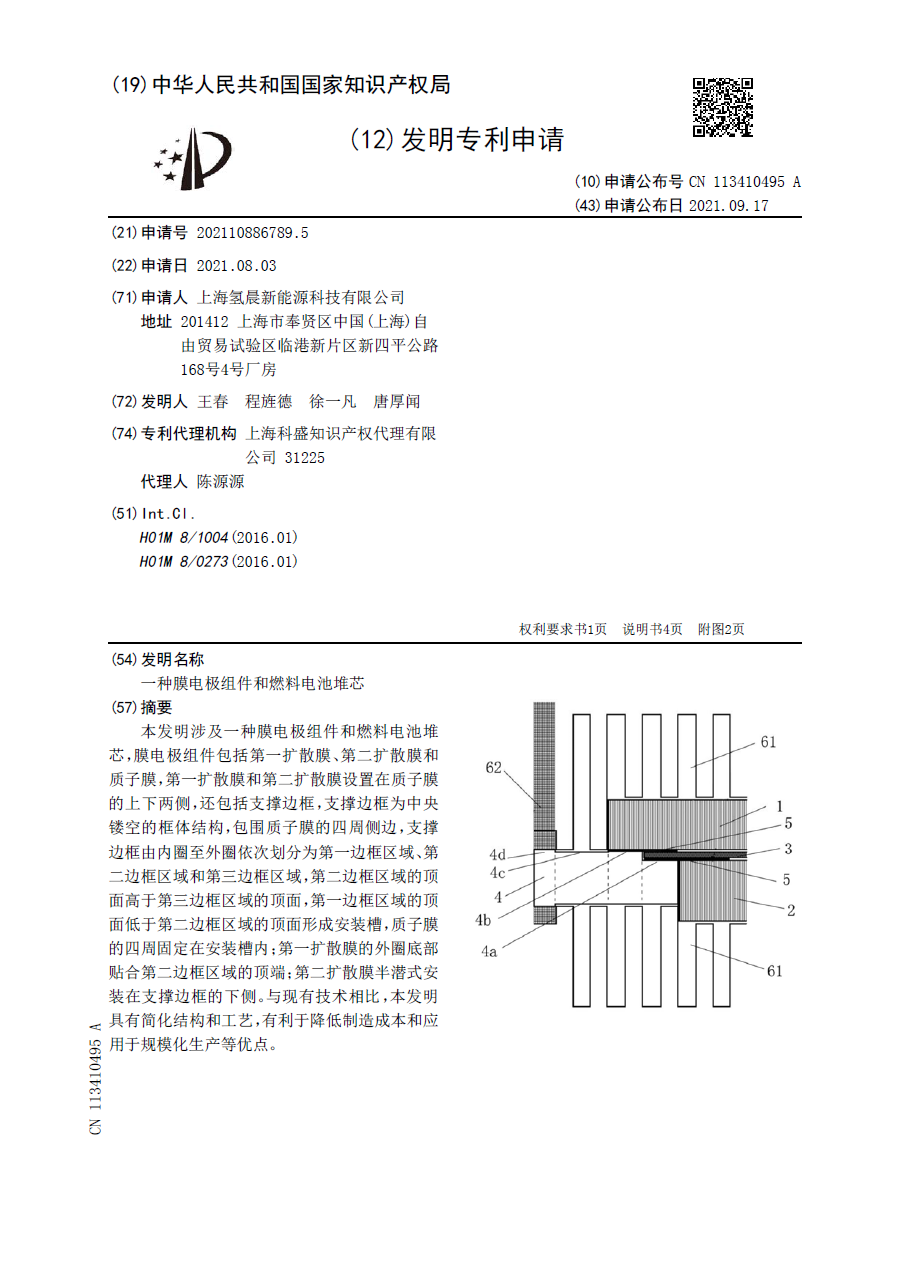 (19)中华人民共和国国家知识产权局
(12)发明专利申请
(10)申请公布号 CN 113410495 A
(43)申请公布日 2021.09.17
(21)申请号 202110886789.5
(22)申请日 2021.08.03
(71)申请人 上海氢晨新能源科技有限公司
地址 201412 上海市奉贤区中国(上海)自
由贸易试验区临港新片区新四平公路
168号4号厂房
(72)发明人 王春 程旌德 徐一凡 唐厚闻
(74)专利代理机构 上海科盛知识产权代理有限
公司 31225
代理人 陈源源
(51)Int.Cl.
H01M 8/1004(2016.01)
H01M 8/0273(2016.01)
权利要求书1页 说明书4页 附图2页
(54)发明名称
一种膜电极组件和燃料电池堆芯
(57)摘要
本发明涉及一种膜电极组件和燃料电池堆
芯,膜电极组件包括第一扩散膜、第二扩散膜和
质子膜,第一扩散膜和第二扩散膜设置在质子膜
的上下两侧,还包括支撑边框,支撑边框为中央
镂空的框体结构,包围质子膜的四周侧边,支撑
边框由内圈至外圈依次划分为第一边框区域、第
二边框区域和第三边框区域,第二边框区域的顶
面高于第三边框区域的顶面,第一边框区域的顶
面低于第二边框区域的顶面形成安装槽,质子膜
的四周固定在安装槽内;第一扩散膜的外圈底部
贴合第二边框区域的顶端;第二扩散膜半潜式安
装在支撑边框的下侧。与现有技术相比,本发明
具有简化结构和工艺,有利于降低制造成本和应
用于规模化生产等优点。
CN 113410495 A
61
62
1
5
3
4d
4c
4
5
2
4b
4a
61